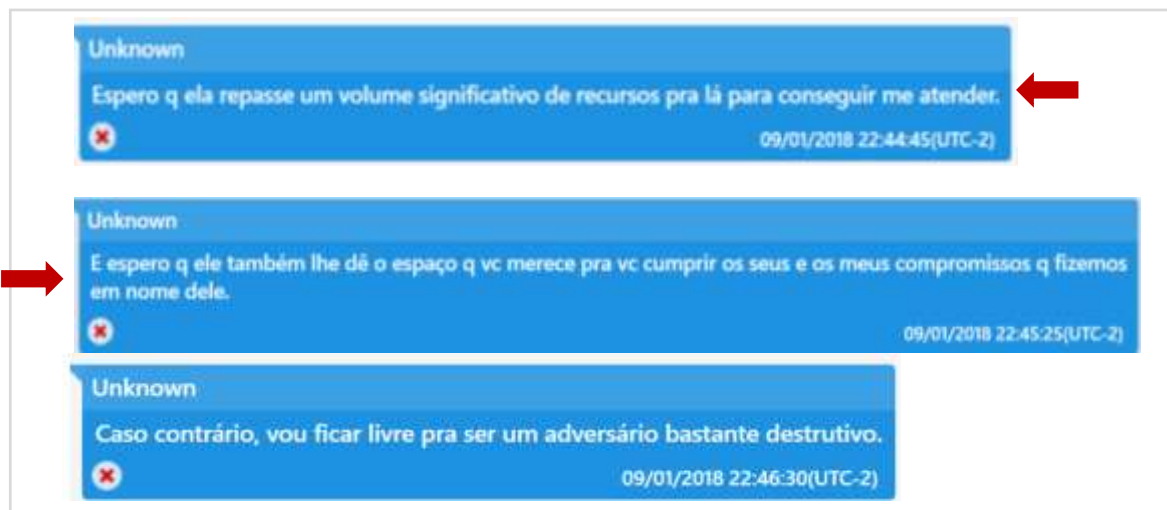 Unknown
Espero q ela repasse um volume significativo de recursos pra lá para conseguir me atender.
09/01/2018 22:44:45(UTC-2)
Unknown
E espero q ele também lhe dê o espaço q vc merece pra vc cumprir os seus e os meus compromissos q fizemos
em nome dele.
09/01/2018 22:45:25(UTC-2)
Unknown
Caso contrário, vou ficar livre pra ser um adversário bastante destrutivo.
09/01/2018 22:46:30(UTC-2)